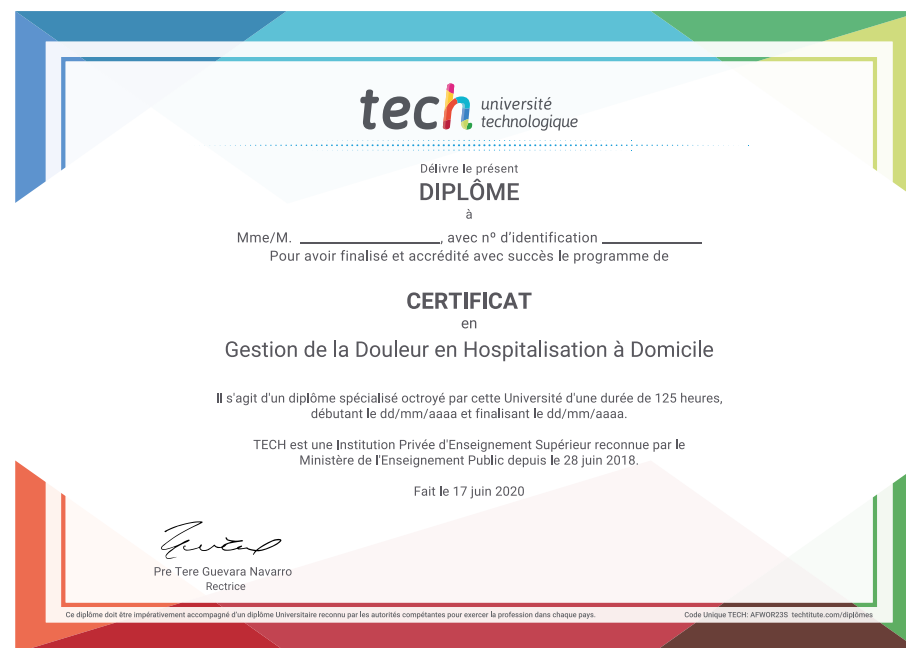 tech université
technologique
Délivre le présent
DIPLÔME
à
Mme/M. ____________________, avec nº d'identification ______________
Pour avoir finalisé et accrédité avec succès le programme de
CERTIFICAT
en
Gestion de la Douleur en Hospitalisation à Domicile
Il s'agit d'un diplôme spécialisé octroyé par cette Université d'une durée de 125 heures,
débutant le dd/mm/aaaa et finalisant le dd/mm/aaaa.
TECH est une Institution Privée d'Enseignement Supérieur reconnue par le
Ministère de l'Enseignement Public depuis le 28 juin 2018.
Fait le 17 juin 2020
Pre Tere Guevara Navarro
Rectrice
Ce diplôme doit être impérativement accompagné d'un diplôme Universitaire reconnu par les autorités compétentes pour exercer la profession dans chaque pays.
Code Unique TECH: AFWOR23S techtitute.com/diplômes